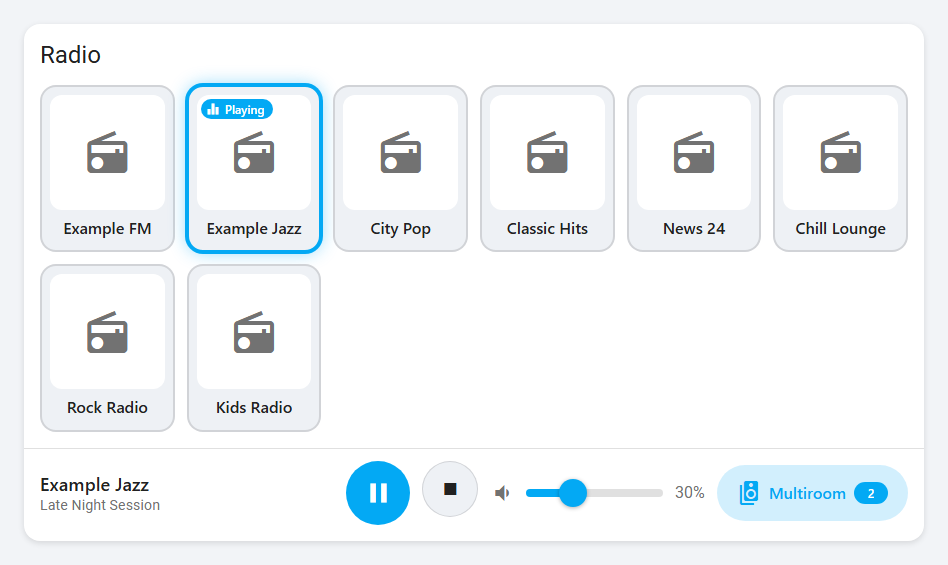 Radio
Playing
Example FM
Example Jazz
City Pop
Classic Hits
News 24
Chill Lounge
Rock Radio
Kids Radio
Example Jazz
Late Night Session
30%
Multiroom 2